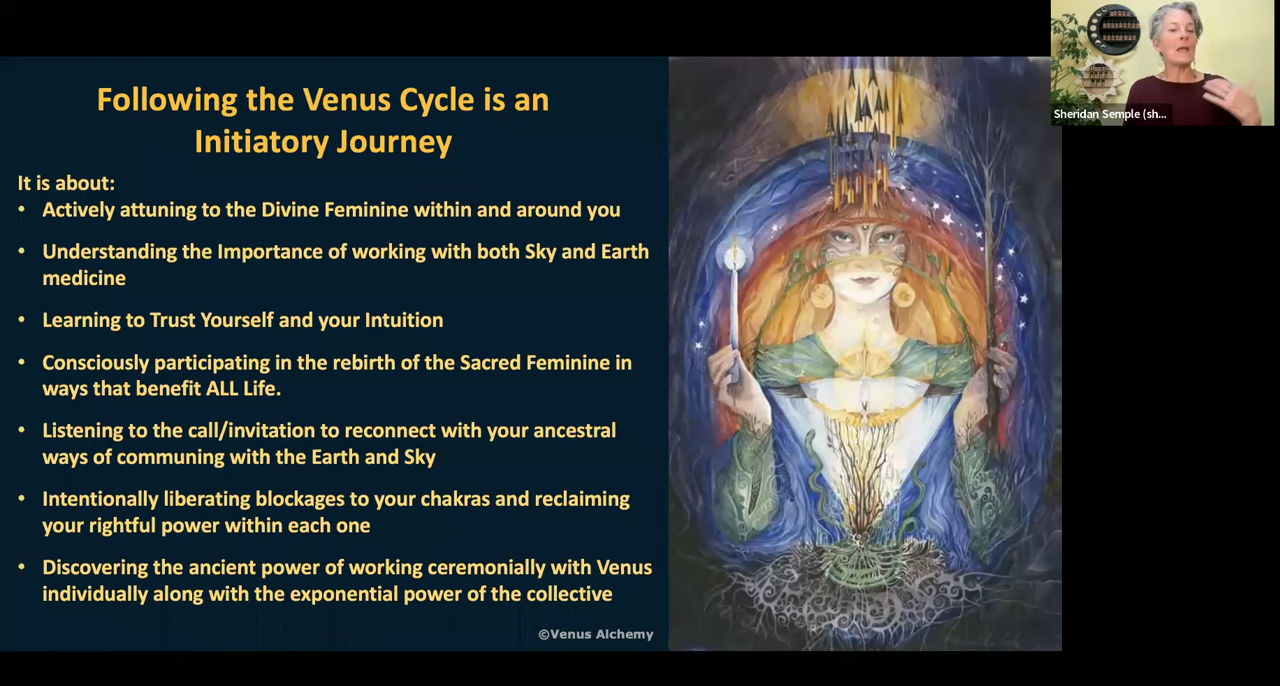 Following the Venus Cycle is an
Initiatory Journey
It is about:
• Actively attuning to the Divine Feminine within and around you
• Understanding the Importance of working with both Sky and Earth
medicine
• Learning to Trust Yourself and your Intuition
• Consciously participating in the rebirth of the Sacred Feminine in
ways that benefit ALL Life.
• Listening to the call/invitation to reconnect with your ancestral
ways of communing with the Earth and Sky
• Intentionally liberating blockages to your chakras and reclaiming
your rightful power within each one
• Discovering the ancient power of working ceremonially with Venus
individually along with the exponential power of the collective
©Venus Alchemy
Sheridan Semple (sh...